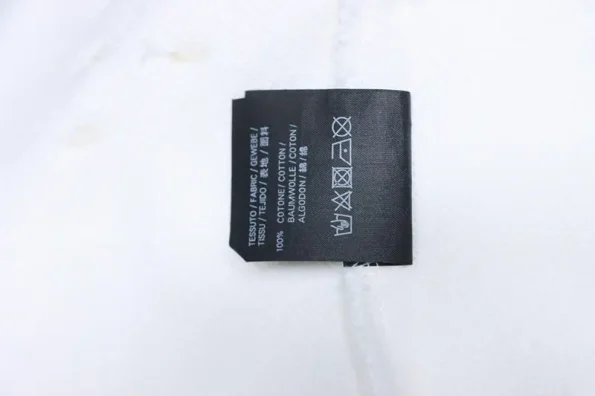 TESSUTO / FABRIC / GEWEBE /
TISSU / TEJIDO / 表地 / 面料
100% COTONE / COTTON /
BAUMWOLLE / COTON /
ALGODON / 綿 / 棉